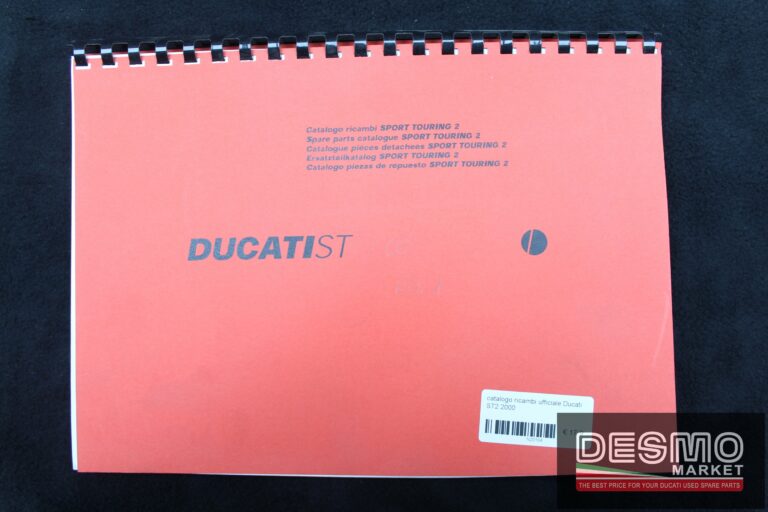 Catalogo ricambi SPORT TOURING 2
Spare parts catalogue SPORT TOURING 2
Catalogue pièces detachees SPORT TOURING 2
Ersatzteilkatalog SPORT TOURING 2
Catalogo piezas de repuesto SPORT TOURING 2
DUCATIST
catalogo ricambi ufficiale Ducati
ST2 2000
DESMO
MARKET
THE BEST PRICE FOR YOUR DUCATI USED SPARE PARTS